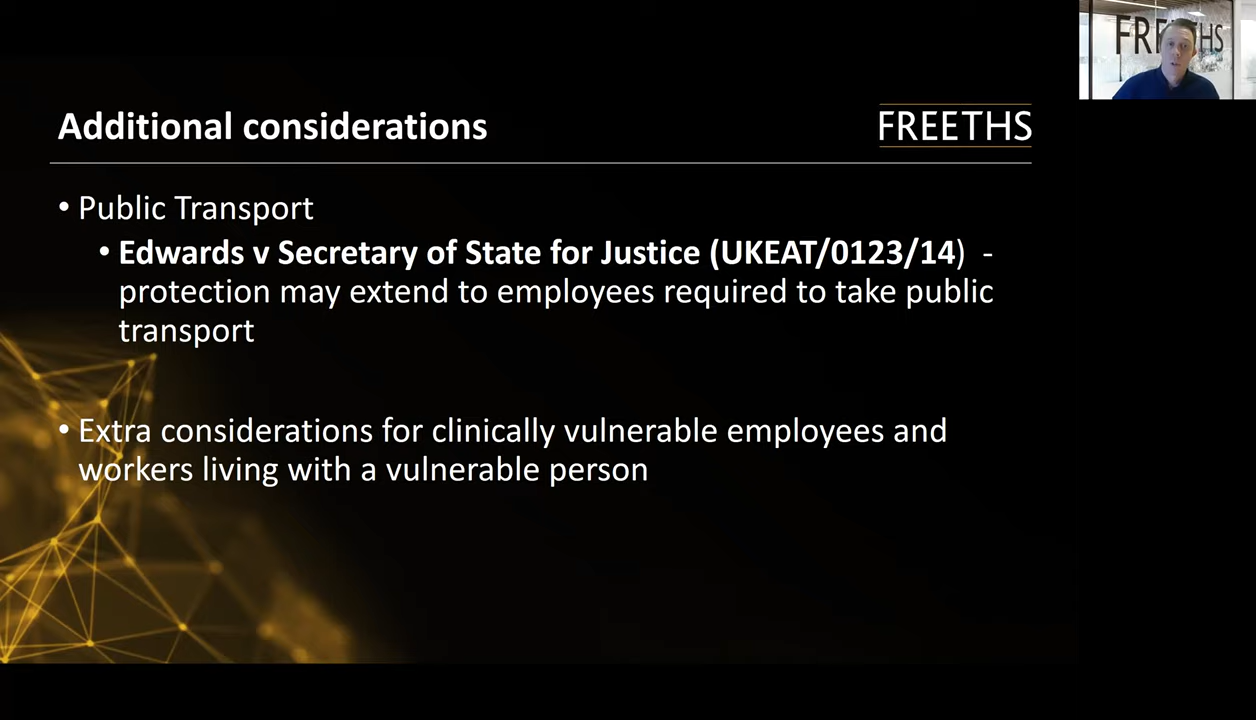 FREETHS
Additional considerations
FREETHS
• Public Transport
• Edwards v Secretary of State for Justice (UKEAT/0123/14) -
protection may extend to employees required to take public
transport
• Extra considerations for clinically vulnerable employees and
workers living with a vulnerable person